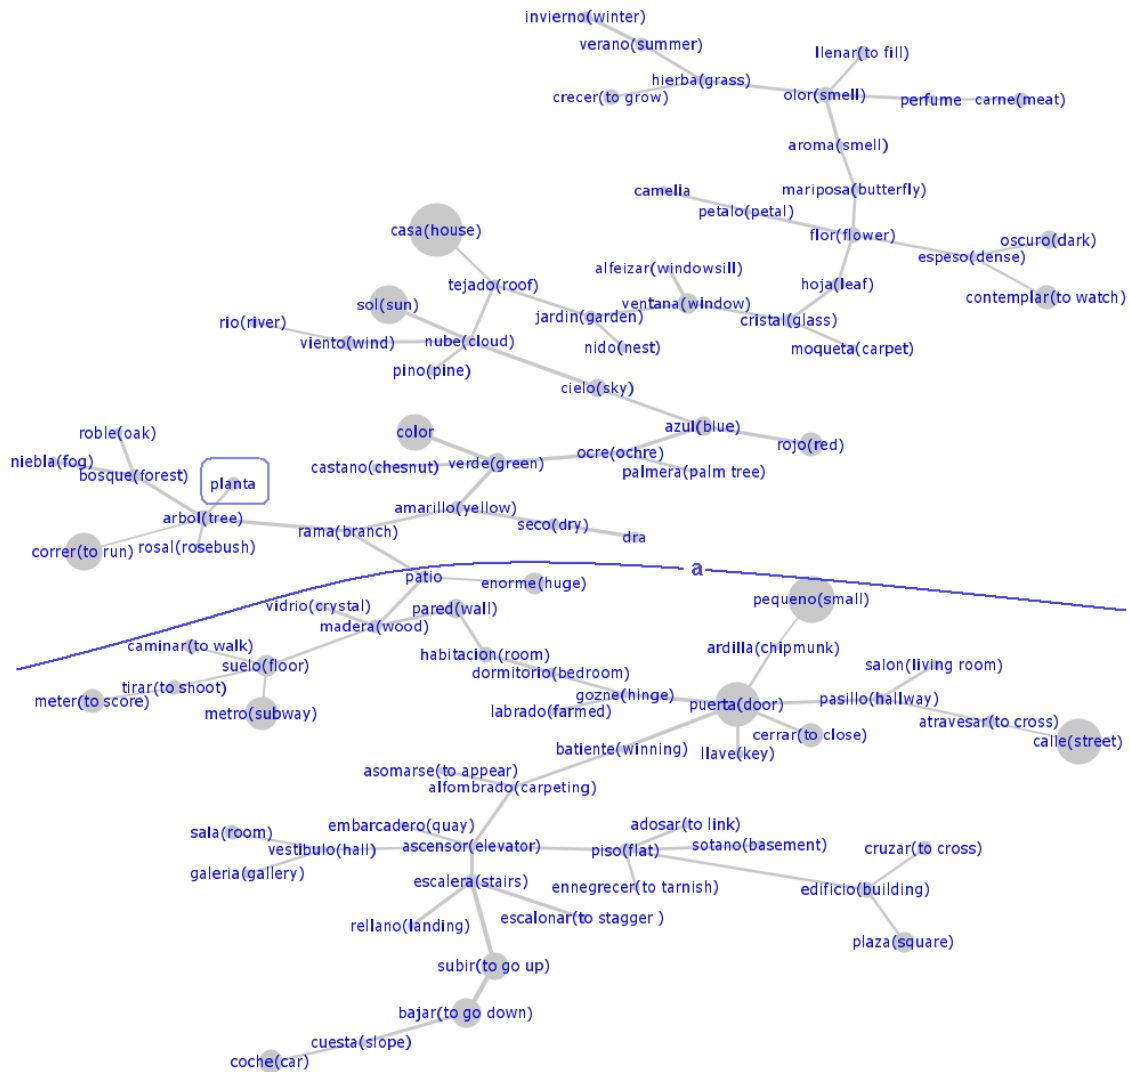 invierno(winter)
verano(summer)
llenar(to fill)
hierba(grass)
crecer(to grow)
olor(smell)
perfume
carne(meat)
aroma(smell)
camelia
mariposa(butterfly)
petalo(petal)
casa(house)
flor(flower)
oscuro(dark)
espeso(dense)
alfeizar(windowsill)
tejado(roof)
hoja(leaf)
contemplar(to watch)
sol(sun)
ventana(window)
rio(river)
jardin(garden)
cristal(glass)
viento(wind)
nube(cloud)
nido(nest)
moqueta(carpet)
pino(pine)
cielo(sky)
roble(oak)
color
azul(blue)
rojo(red)
niebla(fog)
ocre(ochre)
castano(chesnut)
verde(green)
palmera(palm tree)
bosque(forest)
planta
arbol(tree)
amarillo(yellow)
rama(branch)
seco(dry)
dra
correr(to run)
rosal(rosebush)
a
patio
enorme(huge)
vidrio(crystal)
pared(wall)
pequeno(small)
madera(wood)
caminar(to walk)
suelo(floor)
habitacion(room)
ardilla(chipmunk)
salon(living room)
dormitorio(bedroom)
tirar(to shoot)
meter(to score)
metro(subway)
gozne(hinge)
labrado(farmed)
puerta(door)
pasillo(hallway)
atravesar(to cross)
calle(street)
batiente(winning)
llave(key)
cerrar(to close)
asomarse(to appear)
alfombrado(carpeting)
sala(room)
embarcadero(quay)
adosar(to link)
vestibulo(hall)
ascensor(elevator)
piso(flat)
sotano(basement)
cruzar(to cross)
galeria(gallery)
escalera(stairs)
ennegrecer(to tarnish)
edificio(building)
rellano(landing)
escalonar(to stagger )
plaza(square)
subir(to go up)
bajar(to go down)
cuesta(slope)
coche(car)